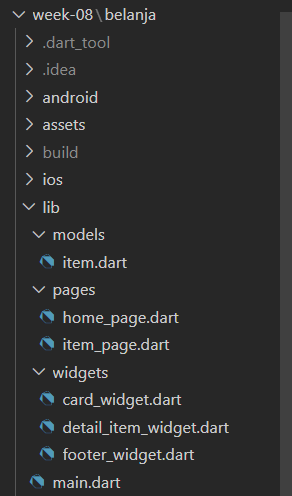 week-08\belanja
.dart_tool
.idea
android
assets
build
ios
lib
models
item.dart
pages
home_page.dart
item_page.dart
widgets
card_widget.dart
detail_item_widget.dart
footer_widget.dart
main.dart